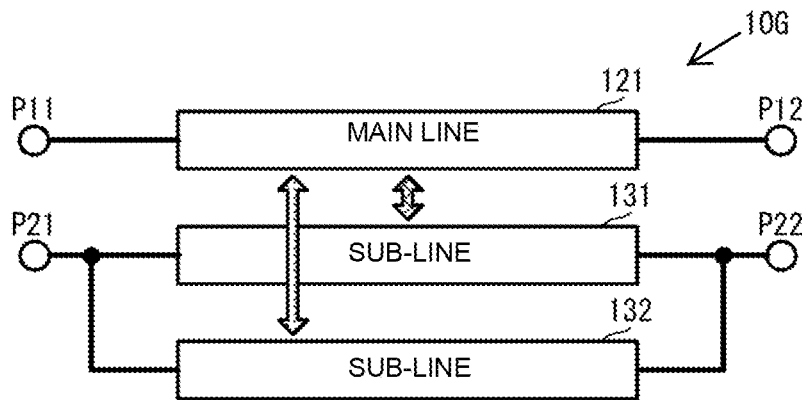 10G
121
P11
MAIN LINE
P12
131
P21
SUB-LINE
P22
132
SUB-LINE